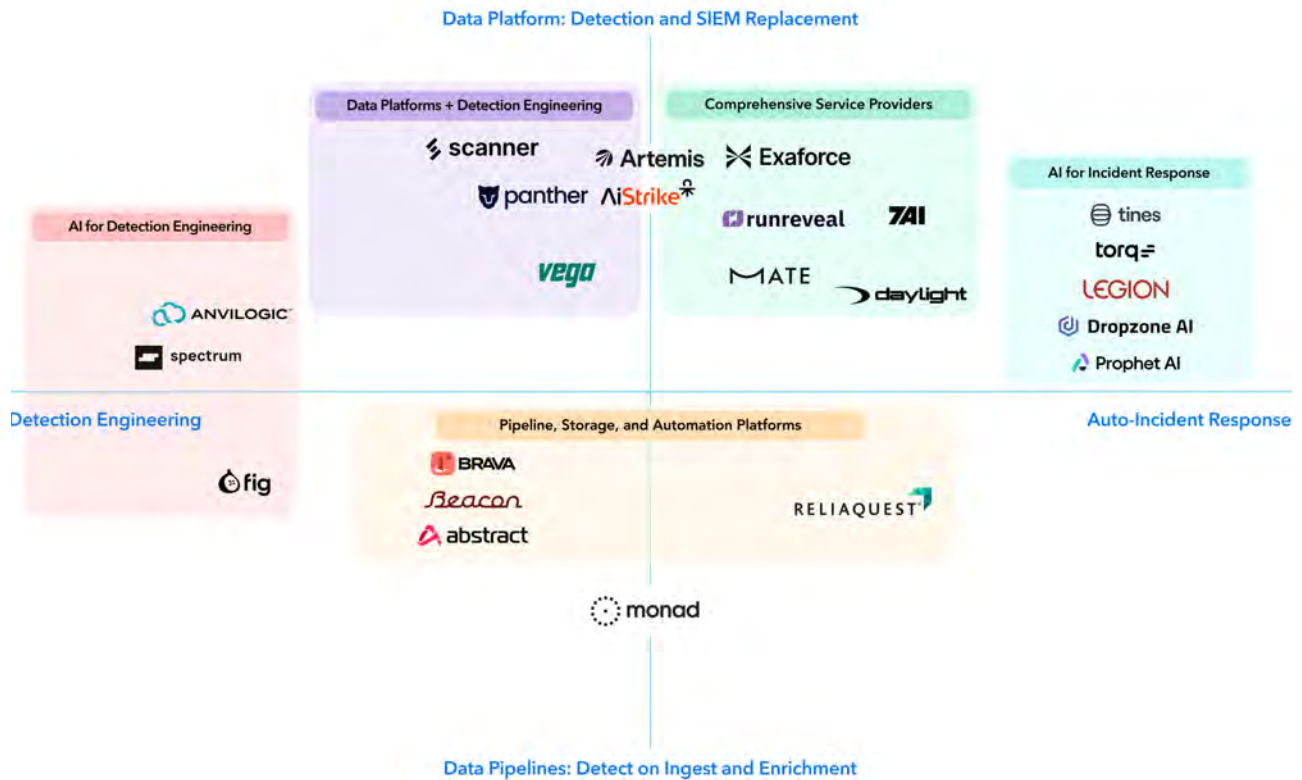 Data Platform: Detection and SIEM Replacement
Data Platforms + Detection Engineering
scanner
Artemis
panther
AiStrike
vega
Comprehensive Service Providers
Exaforce
runreveal
7AI
MATE
daylight
AI for Incident Response
tines
torq
LEGION
Dropzone AI
Prophet AI
AI for Detection Engineering
ANVILOGIC
spectrum
fig
Detection Engineering
Auto-Incident Response
Pipeline, Storage, and Automation Platforms
BRAVA
Beacon
abstract
RELIAQUEST
monad
Data Pipelines: Detect on Ingest and Enrichment